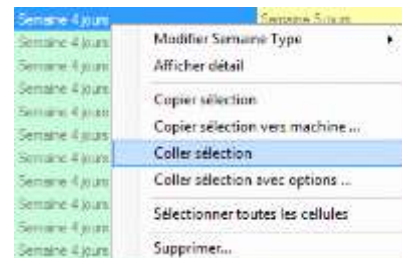 Semaine 4 jours
Semaine 5 jours
Semaine 4 jours
Modifier Semaine Type
Semaine 4 jours
Afficher détail
Semaine 4 jours
Copier sélection
Semaine 4 jours
Copier sélection vers machine ...
Semaine 4 jours
Semaine 4 jours
Coller sélection
Semaine 4 jours
Coller sélection avec options ...
Semaine 4 jours
Sélectionner toutes les cellules
Semaine 4 jours
Semaine 4 jours
Supprimer...